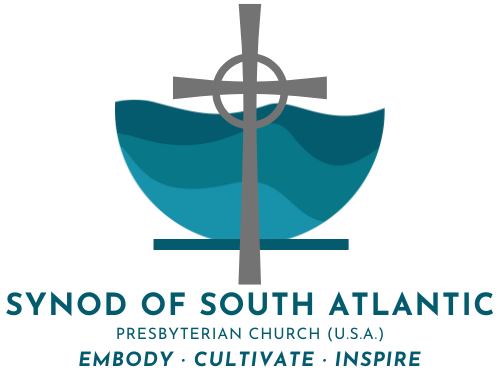 SYNOD OF SOUTH ATLANTIC
PRESBYTERIAN CHURCH (U.S.A.)
EMBODY · CULTIVATE · INSPIRE